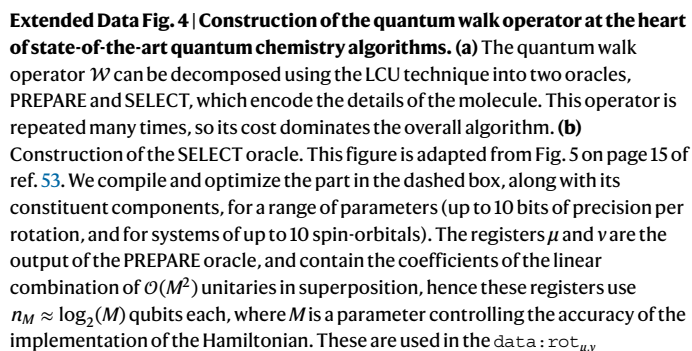 Extended Data Fig. 4 | Construction of the quantum walk operator at the heart
of state-of-the-art quantum chemistry algorithms. (a) The quantum walk
operator 𝒲 can be decomposed using the LCU technique into two oracles,
PREPARE and SELECT, which encode the details of the molecule. This operator is
repeated many times, so its cost dominates the overall algorithm. (b)
Construction of the SELECT oracle. This figure is adapted from Fig. 5 on page 15 of
ref. 53. We compile and optimize the part in the dashed box, along with its
constituent components, for a range of parameters (up to 10 bits of precision per
rotation, and for systems of up to 10 spin-orbitals). The registers μ and ν are the
output of the PREPARE oracle, and contain the coefficients of the linear
combination of 𝒪(M²) unitaries in superposition, hence these registers use
n_M ≈ log₂(M) qubits each, where M is a parameter controlling the accuracy of the
implementation of the Hamiltonian. These are used in the data:rot_μ,ν